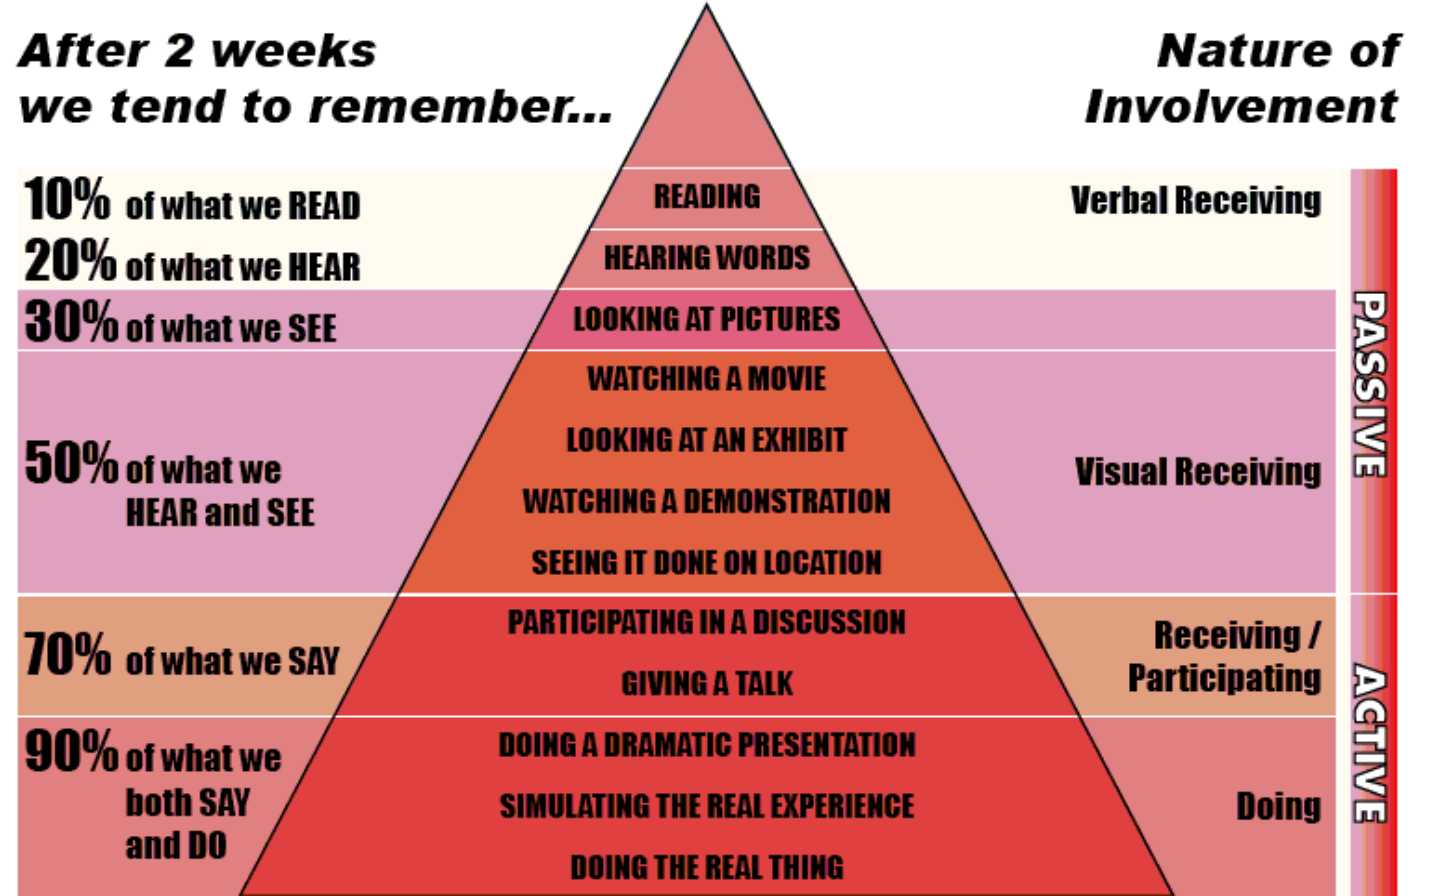 After 2 weeks
we tend to remember...
Nature of
Involvement
10% of what we READ
READING
Verbal Receiving
20% of what we HEAR
HEARING WORDS
30% of what we SEE
LOOKING AT PICTURES
PASSIVE
50% of what we
HEAR and SEE
WATCHING A MOVIE
LOOKING AT AN EXHIBIT
WATCHING A DEMONSTRATION
SEEING IT DONE ON LOCATION
Visual Receiving
70% of what we SAY
PARTICIPATING IN A DISCUSSION
GIVING A TALK
Receiving /
Participating
ACTIVE
90% of what we
both SAY
and DO
DOING A DRAMATIC PRESENTATION
SIMULATING THE REAL EXPERIENCE
DOING THE REAL THING
Doing